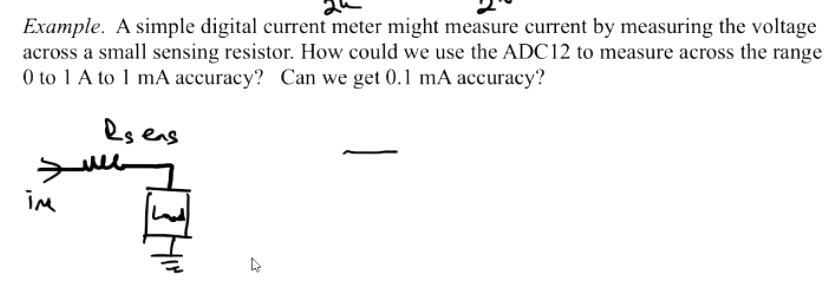 Example. A simple digital current meter might measure current by measuring the voltage
across a small sensing resistor. How could we use the ADC12 to measure across the range
0 to 1 A to 1 mA accuracy? Can we get 0.1 mA accuracy?
Rsens
im
Load